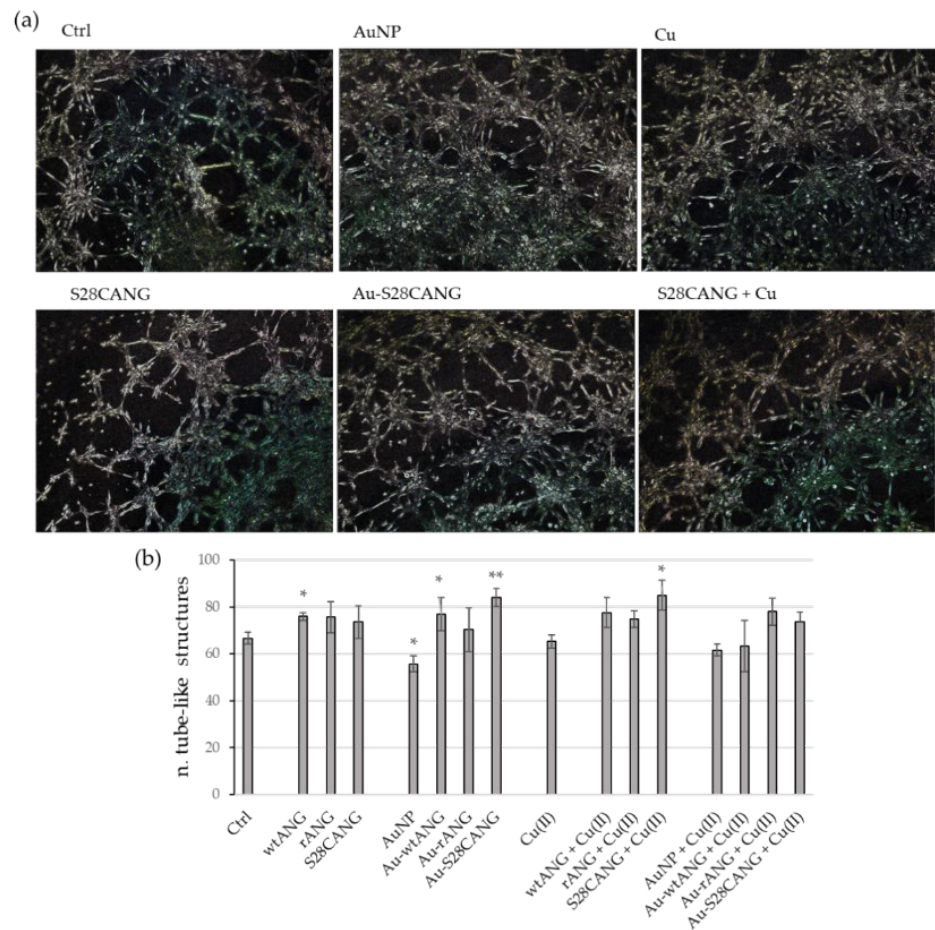 (a)
Ctrl AuNP Cu
S28CANG Au-S28CANG S28CANG + Cu
(b)
n. tube-like structures
100
80
60
40
20
0
* * * ** *
Ctrl
wtANG
rANG
S28CANG
AuNP
Au-wtANG
Au-rANG
Au-S28CANG
Cu(II)
wtANG + Cu(II)
rANG + Cu(II)
S28CANG + Cu(II)
AuNP + Cu(II)
Au-wtANG + Cu(II)
Au-rANG + Cu(II)
Au-S28CANG + Cu(II)